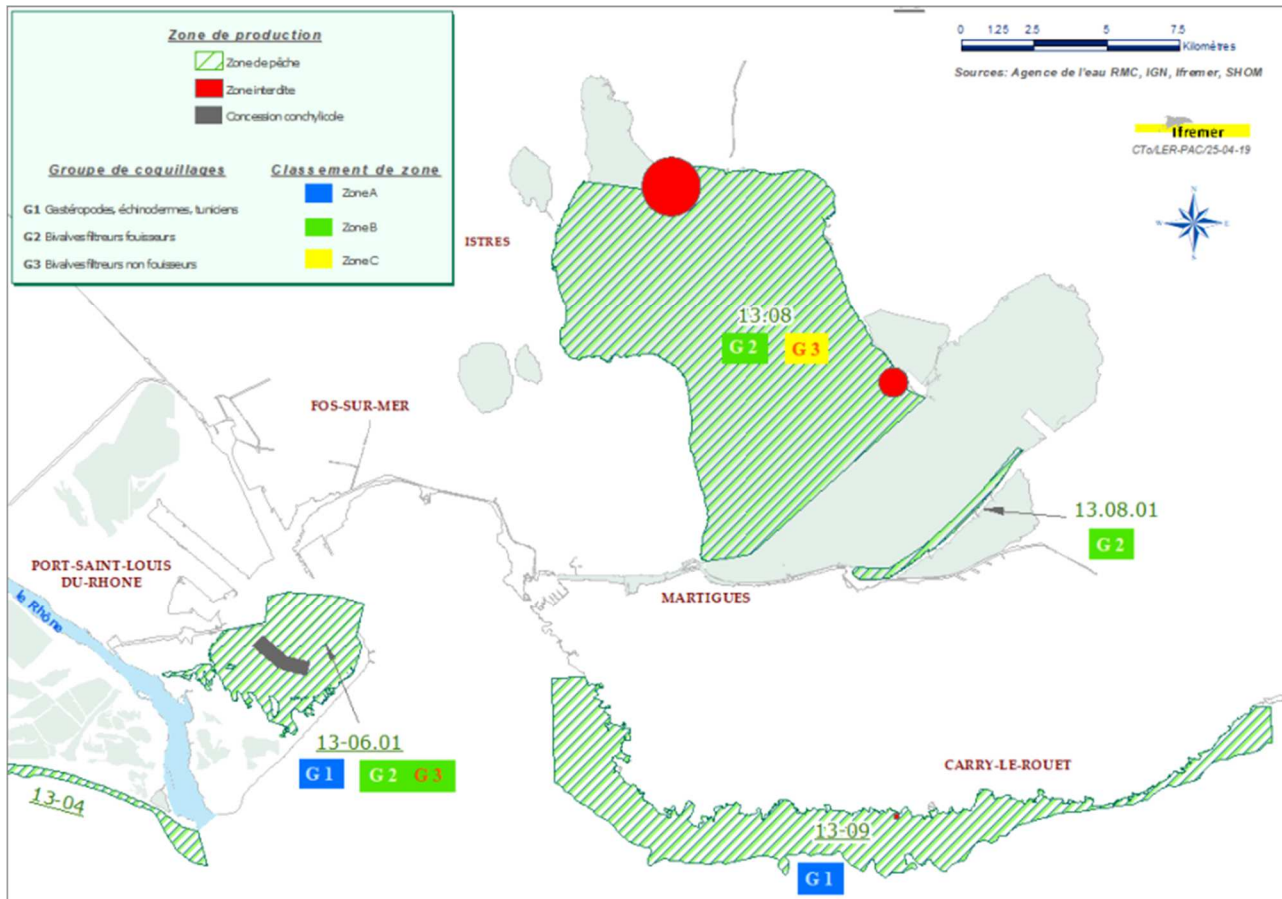 Zone de production
Zone de pêche
Zone interdite
Concession conchylicole
Groupe de coquillages
Classement de zone
G1 Gastéropodes, échinodermes, tuniciens
G2 Bivalves filtreurs fouisseurs
G3 Bivalves filtreurs non fouisseurs
Zone A
Zone B
Zone C
0 1.25 2.5 5 7.5
Kilomètres
Sources: Agence de l'eau RMC, IGN, Ifremer, SHOM
Ifremer
CTo/LER-PAC/25-04-19
N
W E
S
ISTRES
13.08
G 2 G 3
FOS-SUR-MER
13.08.01
G 2
PORT-SAINT-LOUIS
DU-RHONE
MARTIGUES
le Rhône
13-06.01
G 1 G 2 G 3
CARRY-LE-ROUET
13-04
13-09
G 1